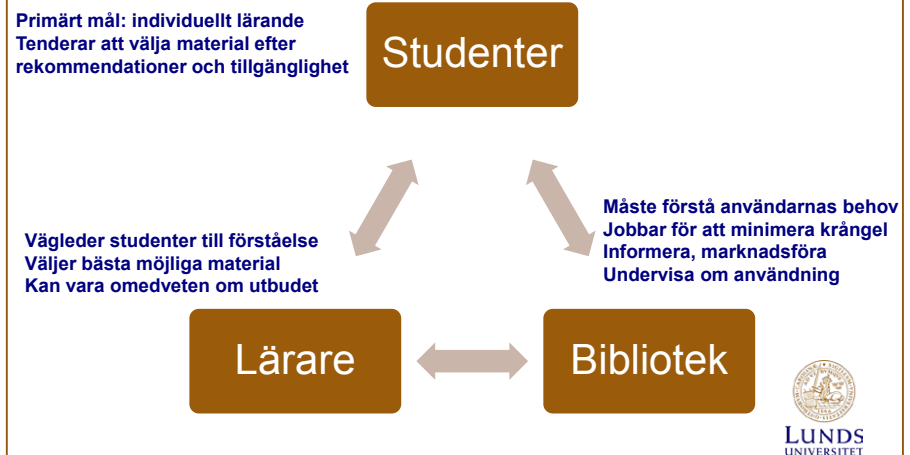 Primärt mål: individuellt lärande
Tenderar att välja material efter
rekommendationer och tillgänglighet
Studenter
Vägleder studenter till förståelse
Väljer bästa möjliga material
Kan vara omedveten om utbudet
Måste förstå användarnas behov
Jobbar för att minimera krångel
Informera, marknadsföra
Undervisa om användning
Lärare
Bibliotek
LUNDS
UNIVERSITET